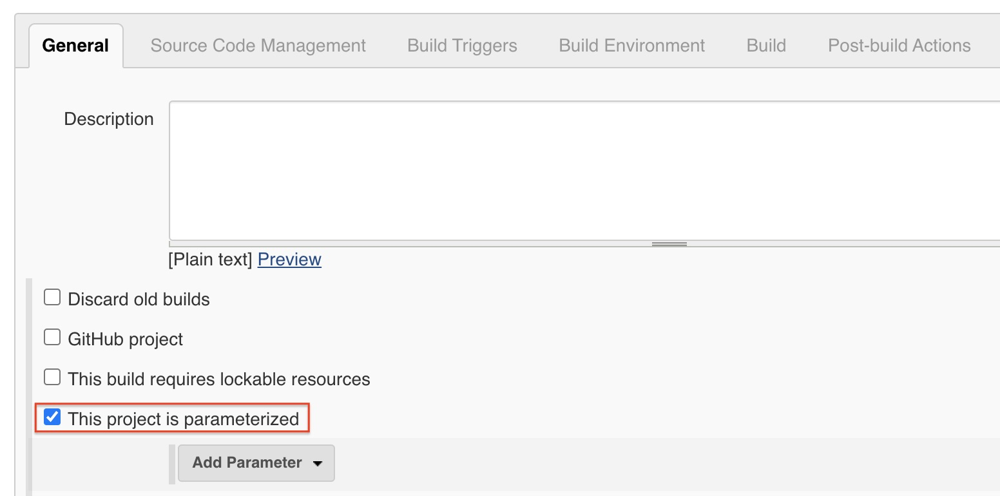 General Source Code Management Build Triggers Build Environment Build Post-build Actions
Description
[Plain text] Preview
Discard old builds
GitHub project
This build requires lockable resources
This project is parameterized
Add Parameter